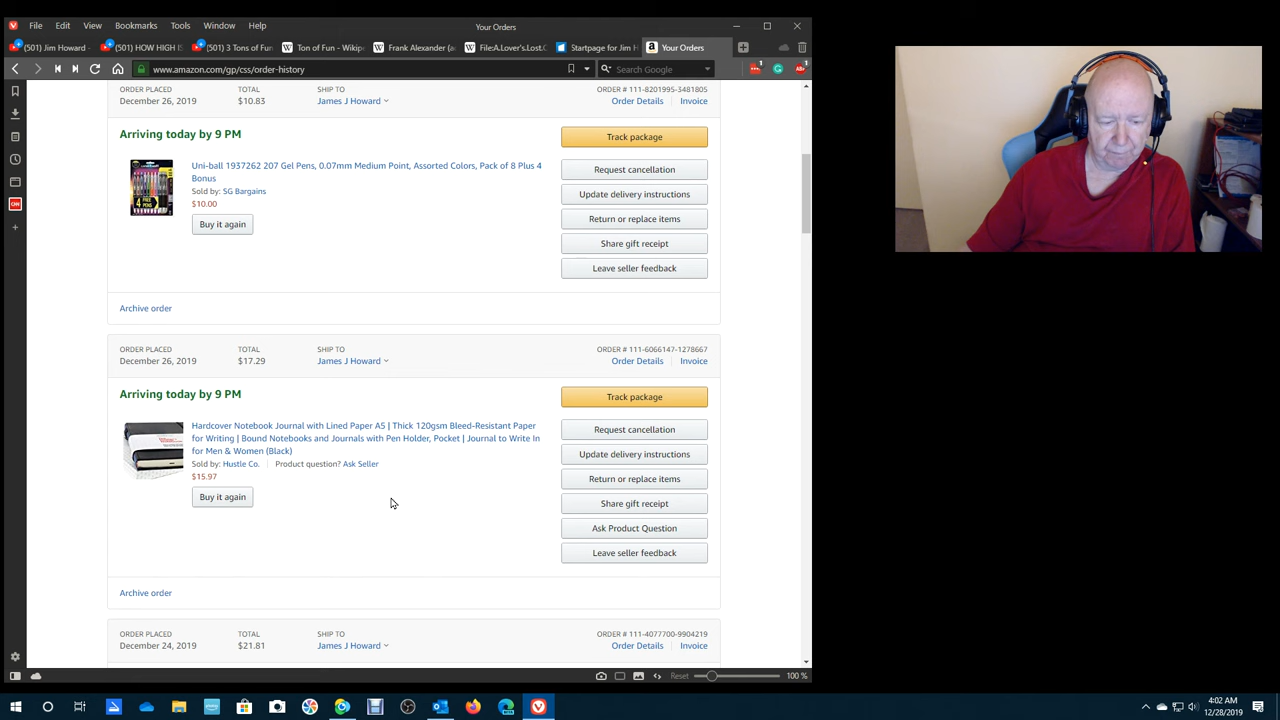 File Edit View Bookmarks Tools Window Help
Your Orders
(501) Jim Howard (501) HOW HIGH IS (501) 3 Tons of Fun Ton of Fun - Wikip Frank Alexander (ac File:A.Lover's.Lost.C Startpage for Jim H Your Orders
www.amazon.com/gp/css/order-history
Search Google
ORDER PLACED TOTAL SHIP TO ORDER # 111-8201995-3481805
December 26, 2019 $10.83 James J Howard Order Details Invoice
Arriving today by 9 PM
Track package
Uni-ball 1937262 207 Gel Pens, 0.07mm Medium Point, Assorted Colors, Pack of 8 Plus 4
Bonus
Sold by: SG Bargains
$10.00
Buy it again
Request cancellation
Update delivery instructions
Return or replace items
Share gift receipt
Leave seller feedback
Archive order
ORDER PLACED TOTAL SHIP TO ORDER # 111-6066147-1278667
December 26, 2019 $17.29 James J Howard Order Details Invoice
Arriving today by 9 PM
Track package
Hardcover Notebook Journal with Lined Paper A5 | Thick 120gsm Bleed-Resistant Paper
for Writing | Bound Notebooks and Journals with Pen Holder, Pocket | Journal to Write In
for Men & Women (Black)
Sold by: Hustle Co. | Product question? Ask Seller
$15.97
Buy it again
Request cancellation
Update delivery instructions
Return or replace items
Share gift receipt
Ask Product Question
Leave seller feedback
Archive order
ORDER PLACED TOTAL SHIP TO ORDER # 111-4077700-9904219
December 24, 2019 $21.81 James J Howard Order Details Invoice
Reset 100 %
4:02 AM
12/28/2019